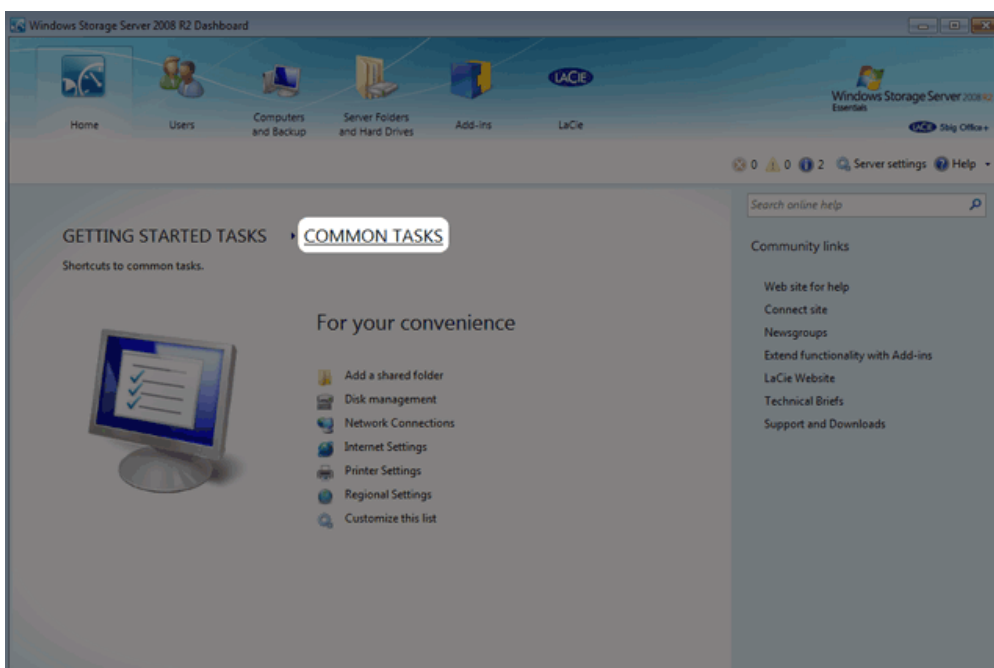 Windows Storage Server 2008 R2 Dashboard
Home
Users
Computers
and Backup
Server Folders
and Hard Drives
Add-ins
LACIE
LaCie
Windows Storage Server 2008 R2
Essentials
LACIE 5big Office+
0 0 2 Server settings Help
Search online help
GETTING STARTED TASKS COMMON TASKS
Shortcuts to common tasks.
For your convenience
Add a shared folder
Disk management
Network Connections
Internet Settings
Printer Settings
Regional Settings
Customize this list
Community links
Web site for help
Connect site
Newsgroups
Extend functionality with Add-ins
LaCie Website
Technical Briefs
Support and Downloads